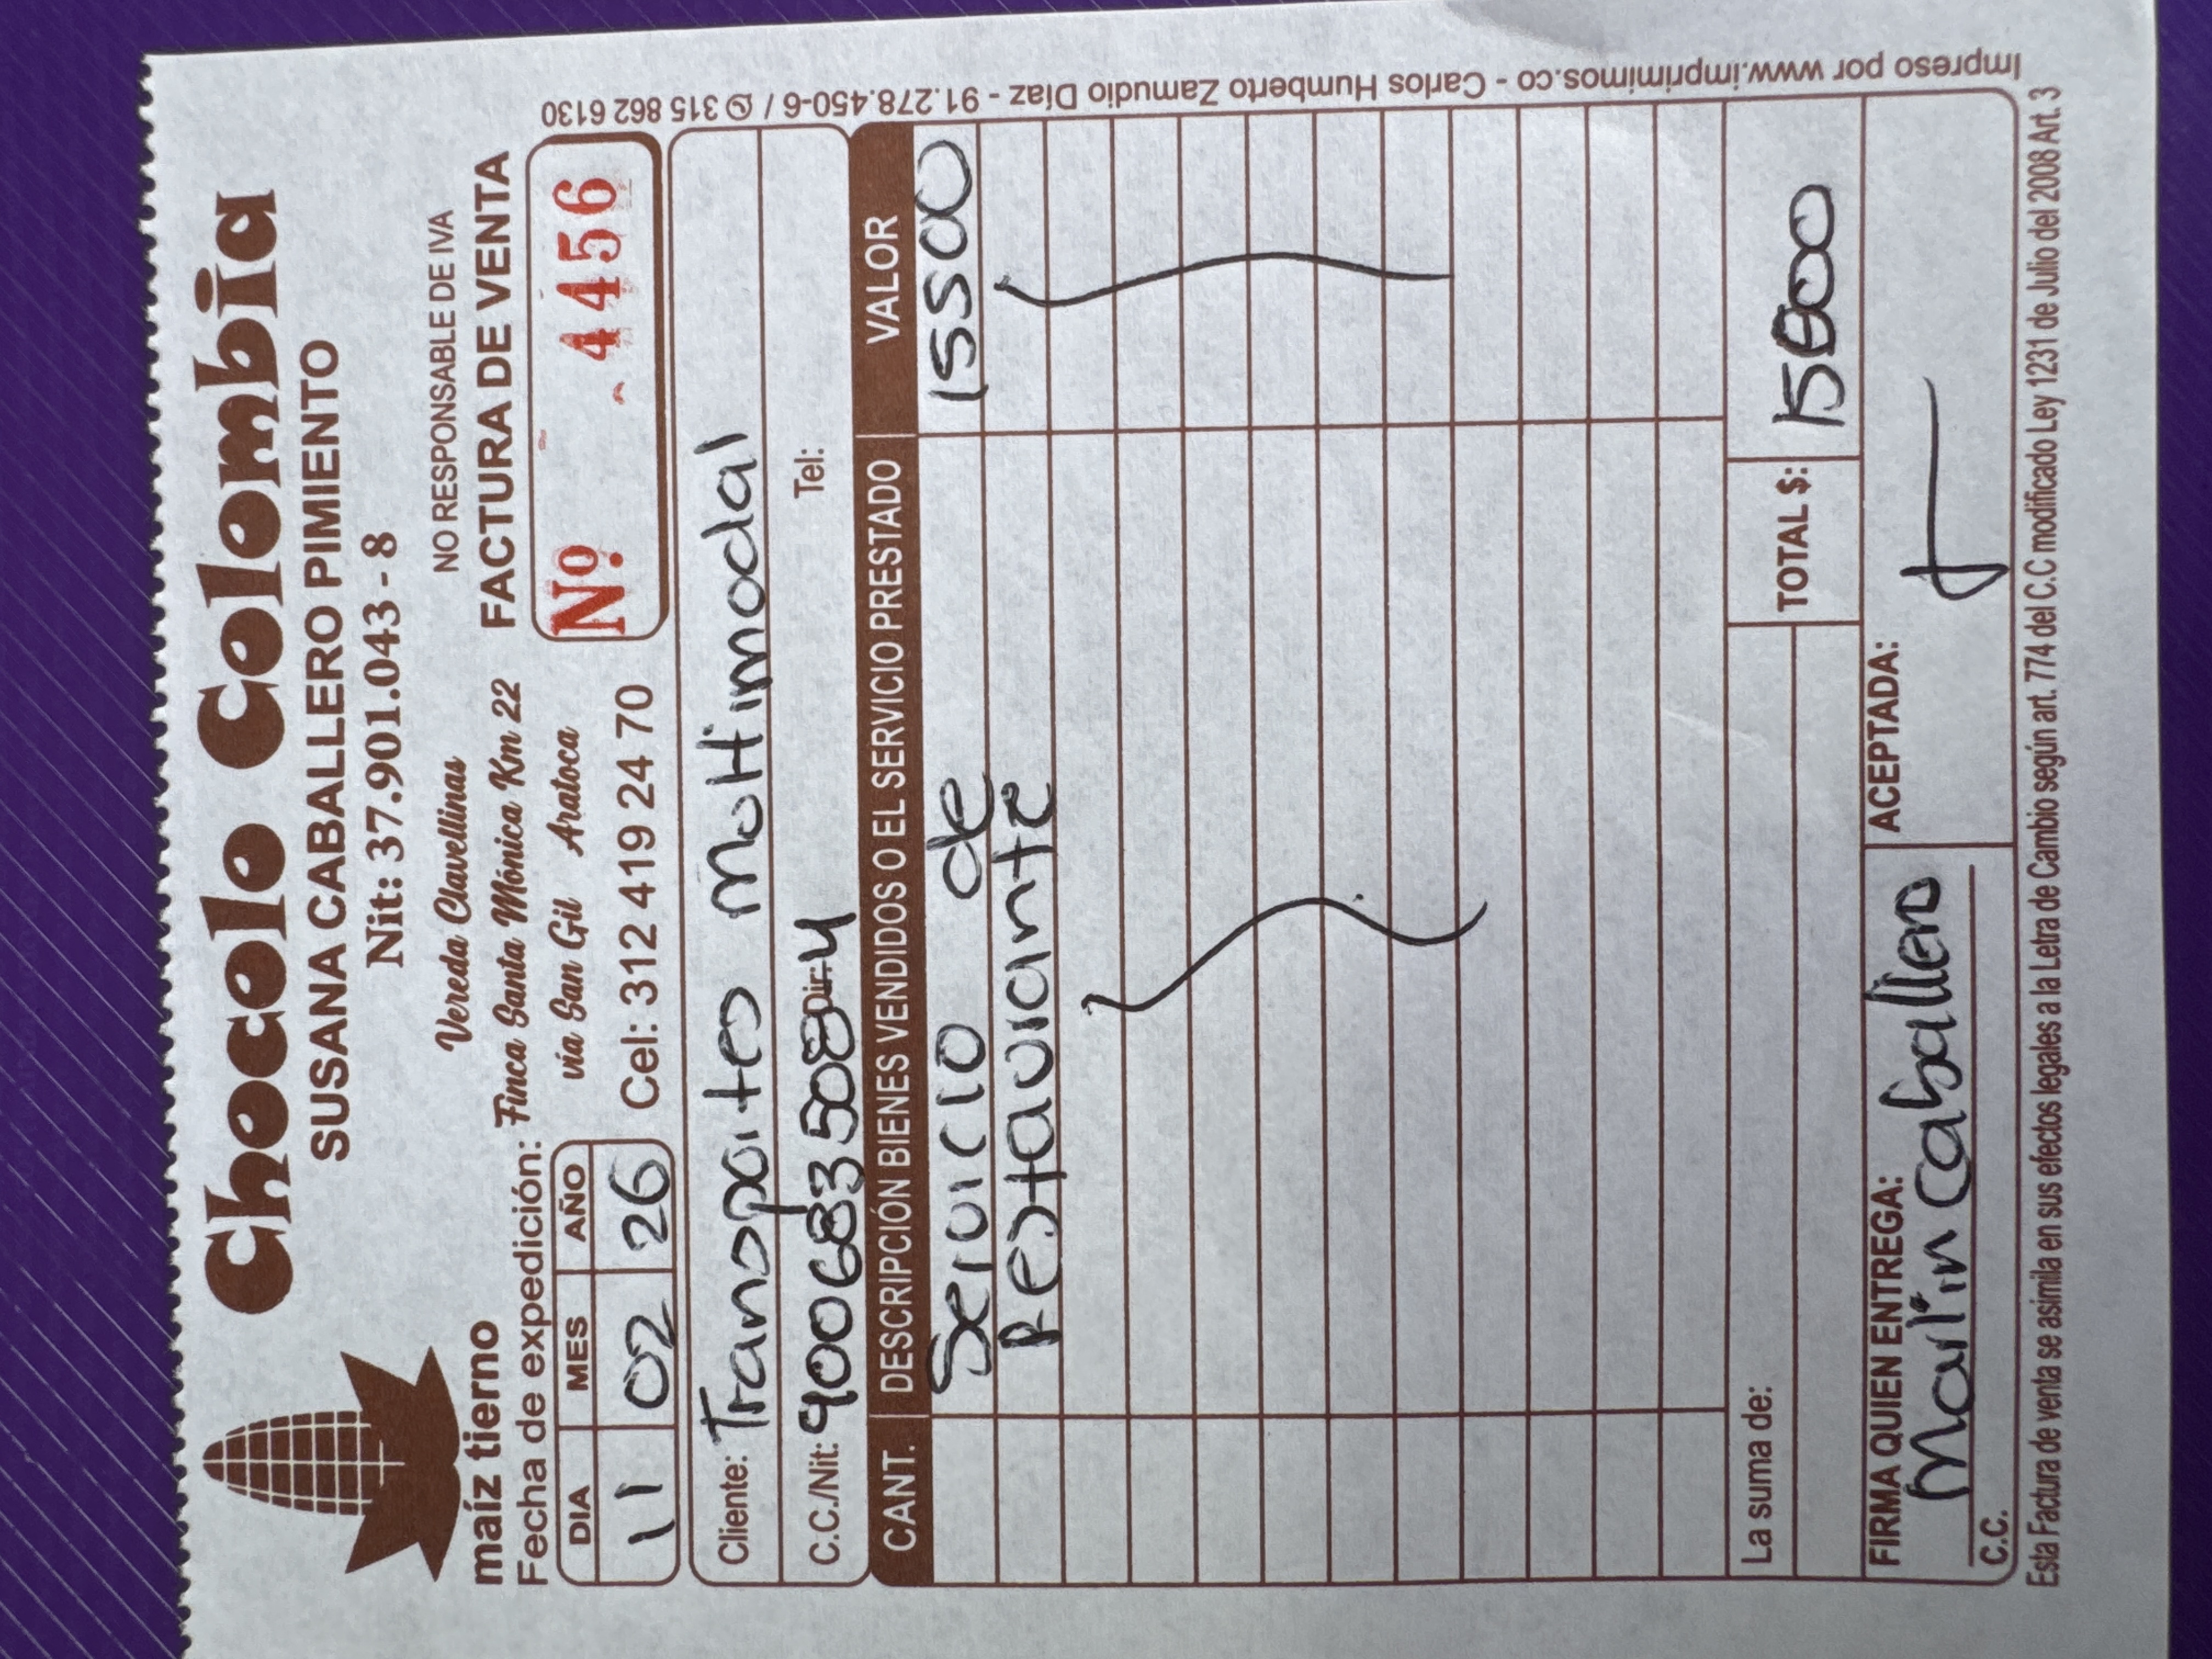 Chocolo Colombia
SUSANA CABALLERO PIMIENTO
Nit: 37.901.043 - 8
maíz tierno
Vereda Clavellinas
Finca Santa Mónica Km 22
vía San Gil Aratoca
Cel: 312 419 24 70
NO RESPONSABLE DE IVA
FACTURA DE VENTA
Nº 4456
Fecha de expedición:
DIA MES AÑO
11 02 26
Cliente: Transportes Multimodal
C.C./Nit: 900683508-4 Dir. Tel:
CANT. DESCRIPCIÓN BIENES VENDIDOS O EL SERVICIO PRESTADO VALOR
Servicio de 15500
Restaurante
La suma de: TOTAL $:
FIRMA QUIEN ENTREGA: ACEPTADA:
Marlin Caballero
C.C.
Esta Factura de venta se asimila en sus efectos legales a la Letra de Cambio según art. 774 del C.C modificado Ley 1231 de Julio del 2008 Art. 3
Impreso por www.imprimimos.co - Carlos Humberto Zamudio Díaz - 91.278.450-6 / 315 862 6130